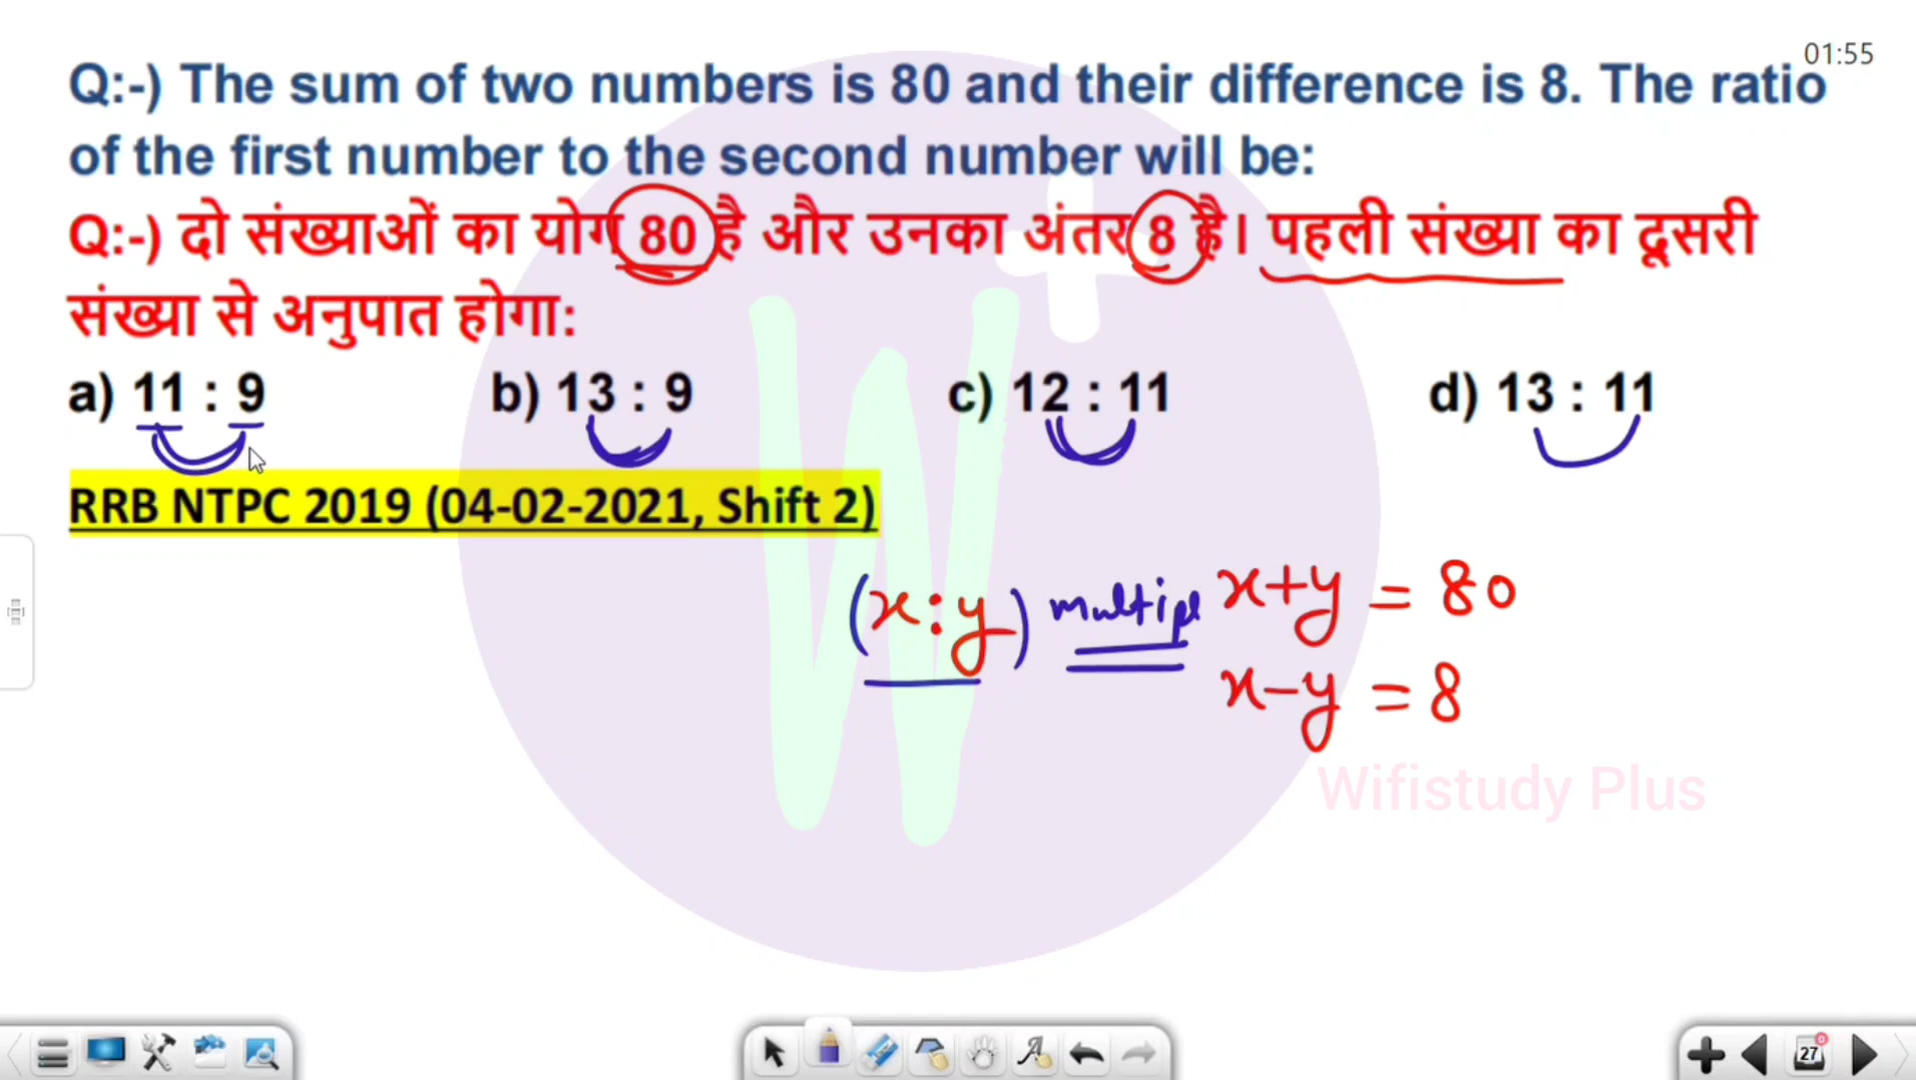 01:55
Q:-) The sum of two numbers is 80 and their difference is 8. The ratio
of the first number to the second number will be:
Q:-) दो संख्याओं का योग 80 है और उनका अंतर 8 है। पहली संख्या का दूसरी
संख्या से अनुपात होगा:
a) 11 : 9 b) 13 : 9 c) 12 : 11 d) 13 : 11
RRB NTPC 2019 (04-02-2021, Shift 2)
(x:y) multipl x+y = 80
x-y = 8
Wifistudy Plus
27